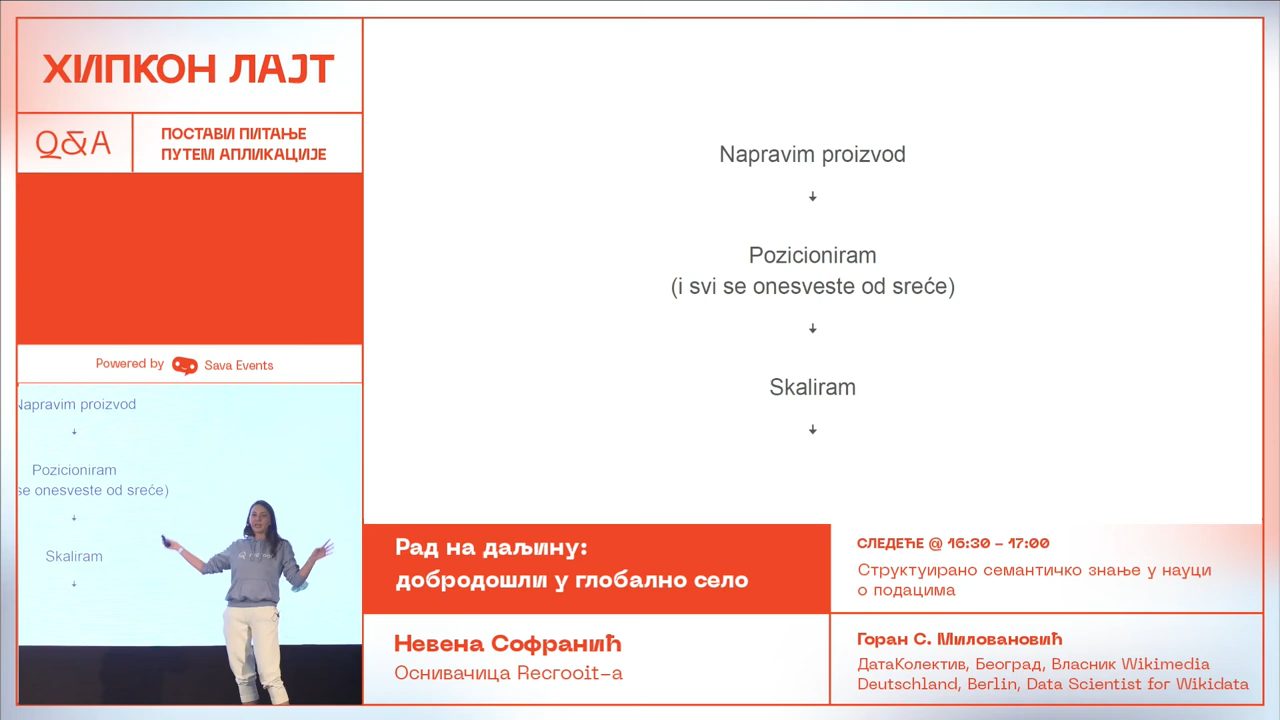 ХИПКОН ЛАЈТ
Q&A
ПОСТАВИ ПИТАЊЕ
ПУТЕМ АПЛИКАЦИЈЕ
Powered by Sava Events
Napravim proizvod
↓
Pozicioniram
se onesveste od sreće)
↓
Skaliram
↓
Napravim proizvod
↓
Pozicioniram
(i svi se onesveste od sreće)
↓
Skaliram
↓
Рад на даљину:
добродошли у глобално село
Невена Софранић
Оснивачица Recrooit-a
СЛЕДЕЋЕ @ 16:30 - 17:00
Структуирано семантичко знање у науци
о подацима
Горан С. Миловановић
ДатаКолектив, Београд, Власник Wikimedia
Deutschland, Berlin, Data Scientist for Wikidata